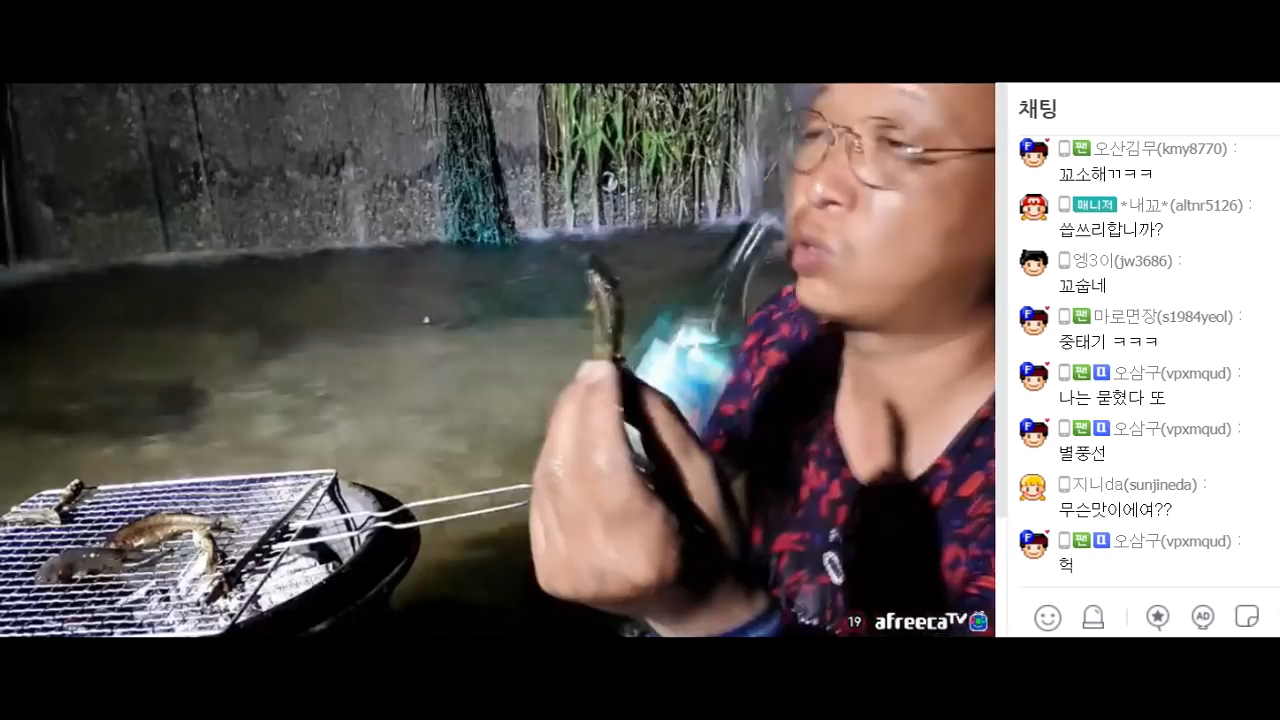 채팅
팬 오산김무(kmy8770) :
꼬소해ㄲㅋㅋ
매니저 *내꼬*(altnr5126) :
씁쓰리합니까?
엥3이(jw3686) :
꼬숩네
팬 마로면장(s1984yeol) :
중태기 ㅋㅋㅋ
팬 오삼구(vpxmqud) :
나는 묻혔다 또
팬 오삼구(vpxmqud) :
별풍선
지니da(sunjineda) :
무슨맛이에여??
팬 오삼구(vpxmqud) :
헉
AD
19 afreecaTV